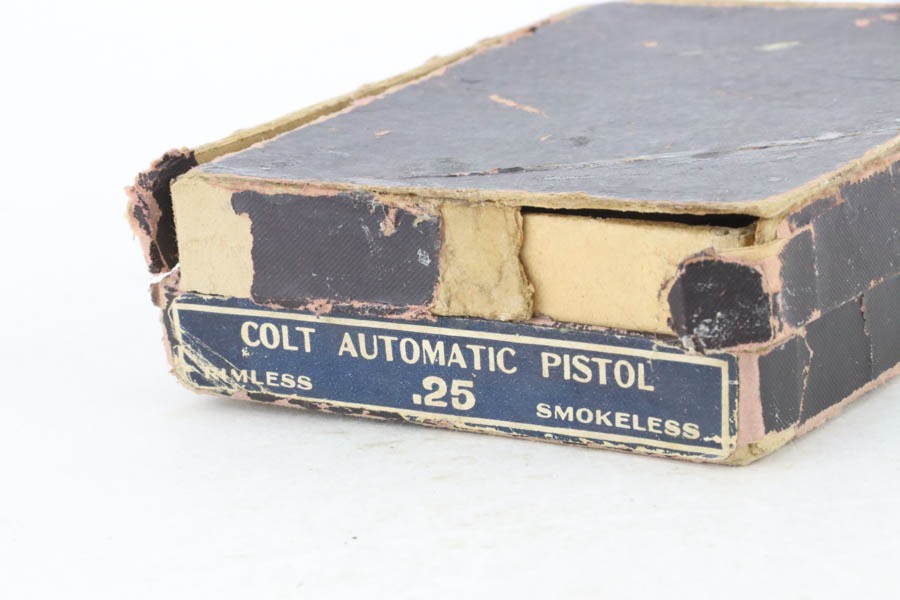 COLT AUTOMATIC PISTOL
RIMLESS .25 SMOKELESS